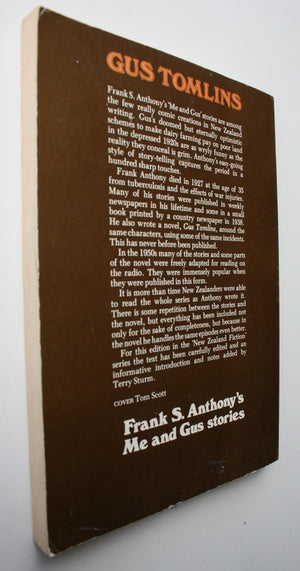 GUS TOMLINS
Frank S. Anthony's 'Me and Gus' stories are among
the few really comic creations in New Zealand
writing. Gus's doomed but eternally optimistic
schemes to make dairy farming pay on poor land
in the depressed 1920s are as wryly funny as the
reality they conceal is grim. Anthony's easy-going
style of story-telling captures the period in a
hundred sharp touches.
Frank Anthony died in 1927 at the age of 35
from tuberculosis and the effects of war injuries.
Many of his stories were published in weekly
newspapers in his lifetime and some in a small
book printed by a country newspaper in 1938.
He also wrote a novel, Gus Tomlins, around the
same characters, using some of the same incidents.
This has never before been published.
In the 1950s many of the stories and some parts
of the novel were freely adapted for reading on
the radio. They were immensely popular when
they were published in this form.
It is more than time New Zealanders were able
to read the whole series as Anthony wrote it.
There is some repetition between the stories and
the novel, but everything has been included not
only for the sake of completeness, but because in
the novel he handles the same episodes even better.
For this edition in the 'New Zealand Fiction'
series the text has been carefully edited and an
informative introduction and notes added by
Terry Sturm.
COVER Tom Scott
Frank S. Anthony's
Me and Gus stories